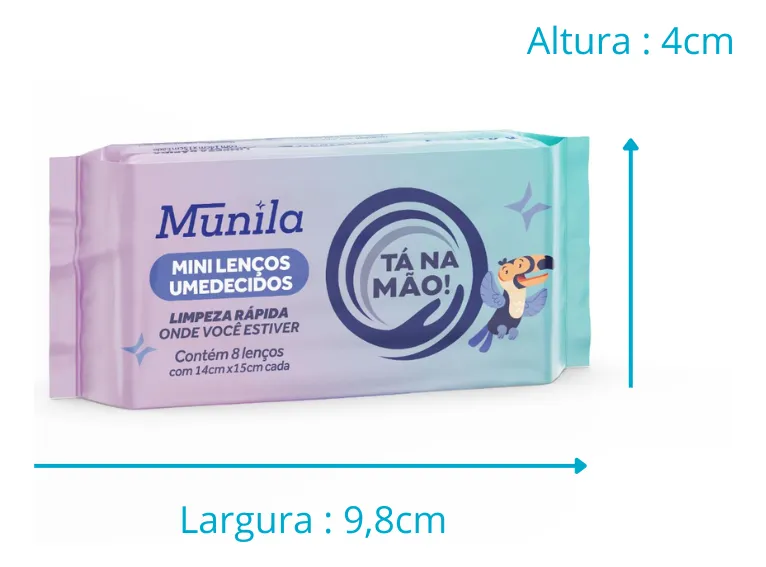 Altura : 4cm
Munila
MINI LENÇOS
UMEDECIDOS
LIMPEZA RÁPIDA
ONDE VOCÊ ESTIVER
Contém 8 lenços
com 14cm x 15cm cada
TÁ NA
MÃO!
Largura : 9,8cm